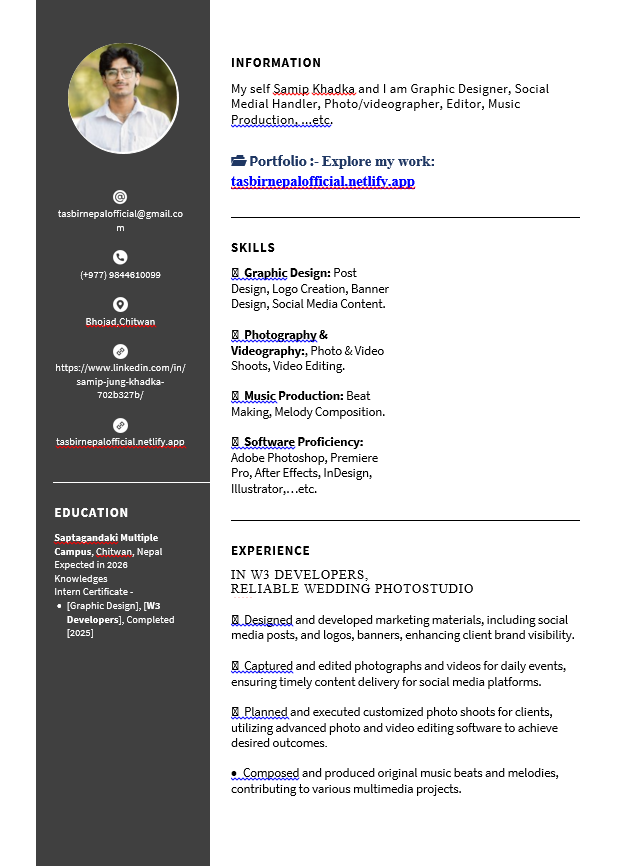 tasbirnepalofficial@gmail.co
m
(+977) 9844610099
Bhojad,Chitwan
https://www.linkedin.com/in/
samip-jung-khadka-
702b327b/
tasbirnepalofficial.netlify.app
EDUCATION
Saptagandaki Multiple
Campus, Chitwan, Nepal
Expected in 2026
Knowledges
Intern Certificate -
• [Graphic Design], [W3
Developers], Completed
[2025]
INFORMATION
My self Samip Khadka and I am Graphic Designer, Social
Medial Handler, Photo/videographer, Editor, Music
Production, ...etc.
Portfolio :- Explore my work:
tasbirnepalofficial.netlify.app
SKILLS
Graphic Design: Post
Design, Logo Creation, Banner
Design, Social Media Content.
Photography &
Videography:, Photo & Video
Shoots, Video Editing.
Music Production: Beat
Making, Melody Composition.
Software Proficiency:
Adobe Photoshop, Premiere
Pro, After Effects, InDesign,
Illustrator,...etc.
EXPERIENCE
IN W3 DEVELOPERS,
RELIABLE WEDDING PHOTOSTUDIO
Designed and developed marketing materials, including social
media posts, and logos, banners, enhancing client brand visibility.
Captured and edited photographs and videos for daily events,
ensuring timely content delivery for social media platforms.
Planned and executed customized photo shoots for clients,
utilizing advanced photo and video editing software to achieve
desired outcomes.
• Composed and produced original music beats and melodies,
contributing to various multimedia projects.